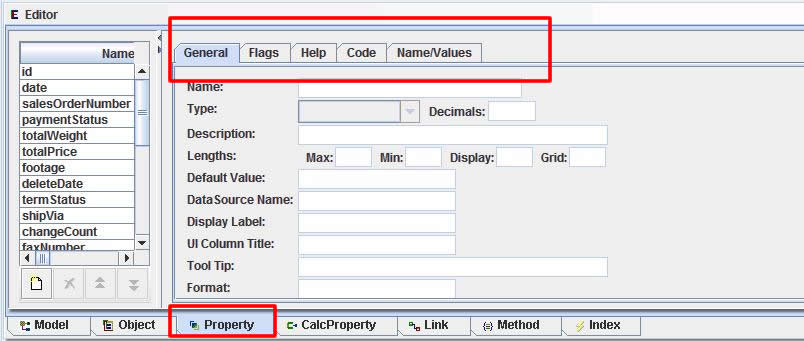 E Editor
Name
id
date
salesOrderNumber
paymentStatus
totalWeight
totalPrice
footage
deleteDate
termStatus
shipVia
changeCount
faxNumber
General Flags Help Code Name/Values
Name:
Type: Decimals:
Description:
Lengths: Max: Min: Display: Grid:
Default Value:
DataSource Name:
Display Label:
UI Column Title:
Tool Tip:
Format:
Model Object Property CalcProperty Link Method Index